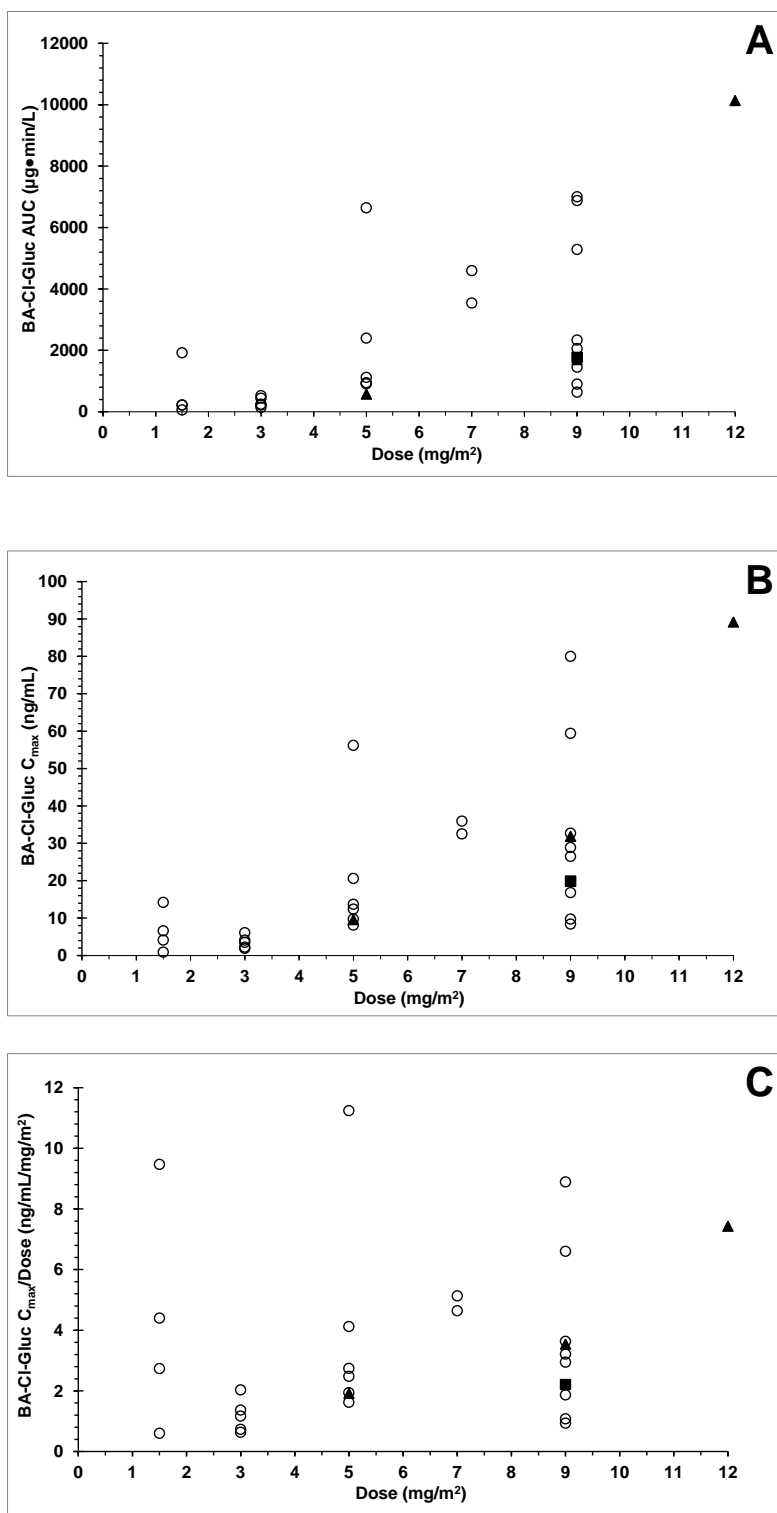 A
12000
10000
8000
6000
4000
2000
0
BA-Cl-Gluc AUC (µg●min/L)
0 1 2 3 4 5 6 7 8 9 10 11 12
Dose (mg/m²)
B
100
90
80
70
60
50
40
30
20
10
0
BA-Cl-Gluc Cmax (ng/mL)
0 1 2 3 4 5 6 7 8 9 10 11 12
Dose (mg/m²)
C
12
10
8
6
4
2
0
BA-Cl-Gluc Cmax/Dose (ng/mL/mg/m²)
0 1 2 3 4 5 6 7 8 9 10 11 12
Dose (mg/m²)